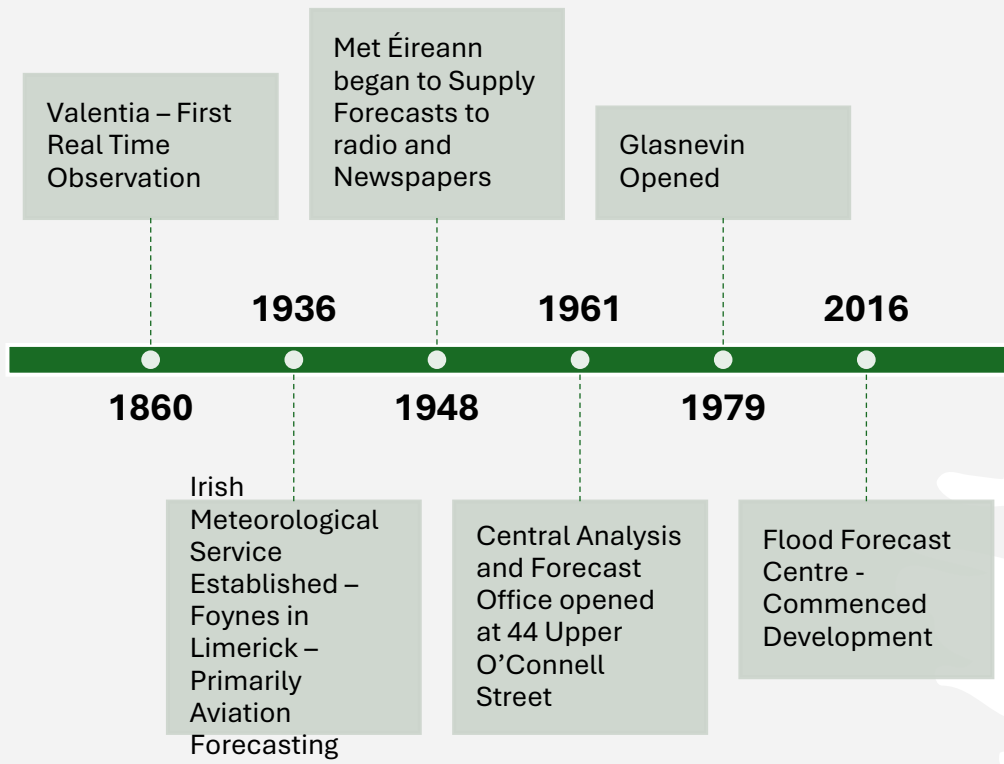 Valentia – First
Real Time
Observation
Met Éireann
began to Supply
Forecasts to
radio and
Newspapers
Glasnevin
Opened
1936
1961
2016
1860
1948
1979
Irish
Meteorological
Service
Established –
Foynes in
Limerick –
Primarily
Aviation
Forecasting
Central Analysis
and Forecast
Office opened
at 44 Upper
O’Connell
Street
Flood Forecast
Centre -
Commenced
Development